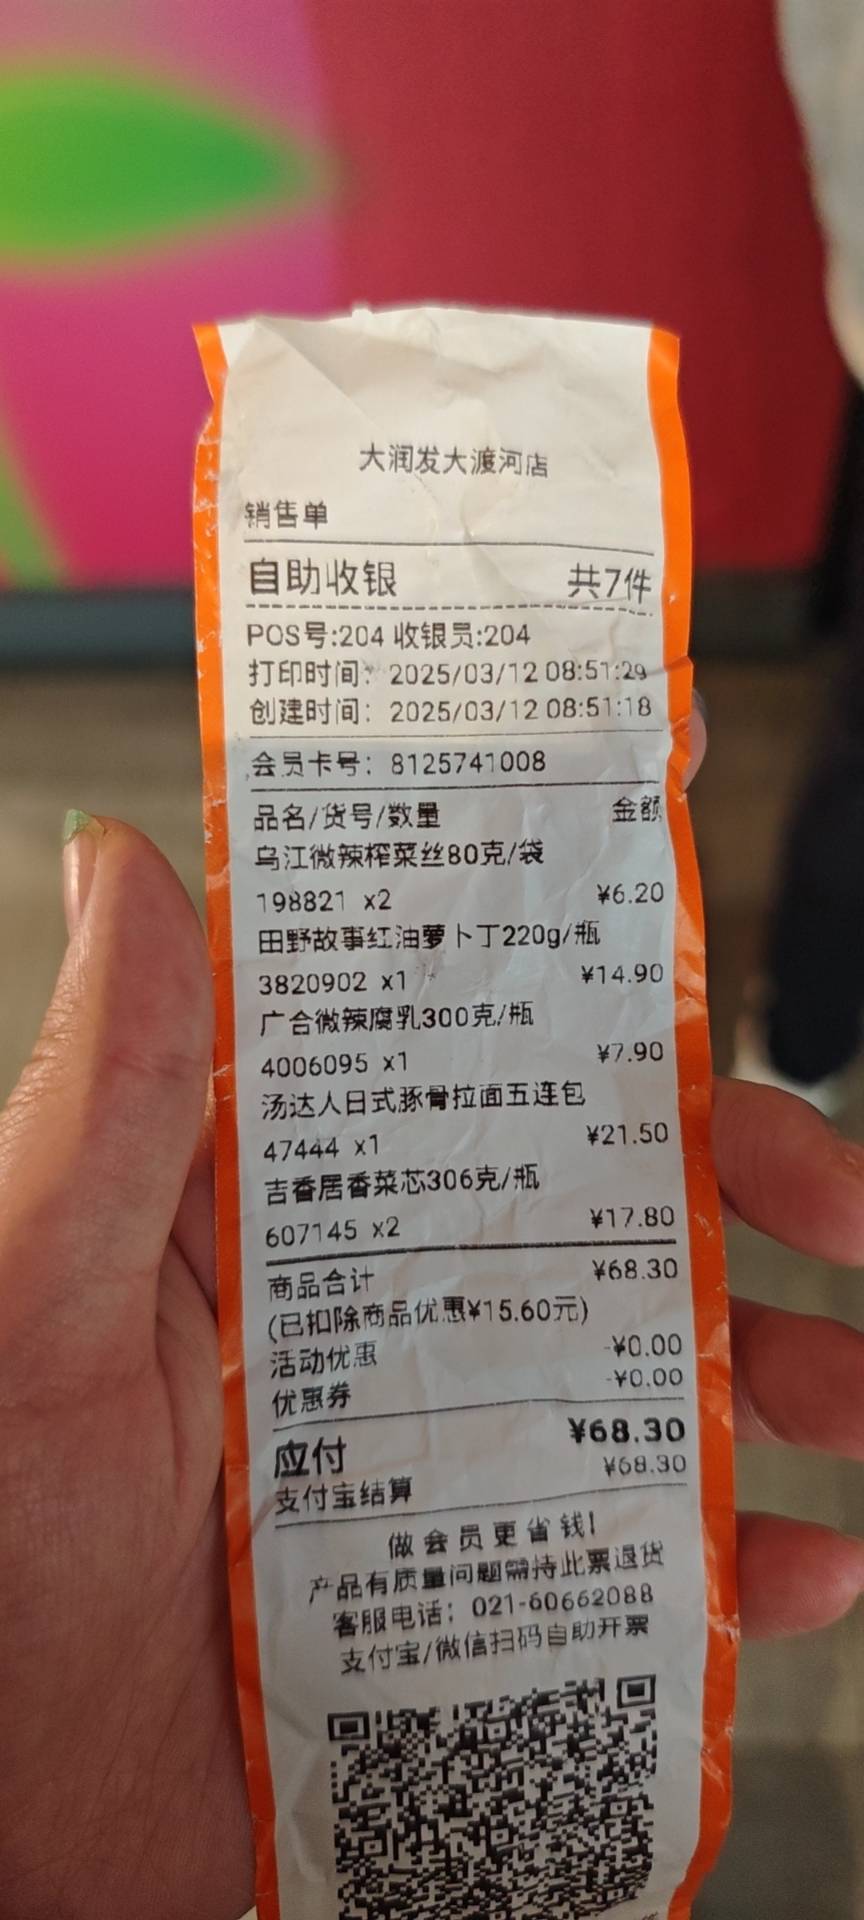 大润发大渡河店
销售单
自助收银 共7件
POS号:204 收银员:204
打印时间: 2025/03/12 08:51:29
创建时间: 2025/03/12 08:51:18
会员卡号: 8125741008
品名/货号/数量 金额
乌江微辣榨菜丝80克/袋
198821 x2 ¥6.20
田野故事红油萝卜丁220g/瓶
3820902 x1 ¥14.90
广合微辣腐乳300克/瓶
4006095 x1 ¥7.90
汤达人日式豚骨拉面五连包
47444 x1 ¥21.50
吉香居香菜芯306克/瓶
607145 x2 ¥17.80
商品合计 ¥68.30
(已扣除商品优惠¥15.60元)
活动优惠 -¥0.00
优惠券 -¥0.00
应付 ¥68.30
支付宝结算 ¥68.30
做会员更省钱!
产品有质量问题需持此票退货
客服电话: 021-60662088
支付宝/微信扫码自助开票